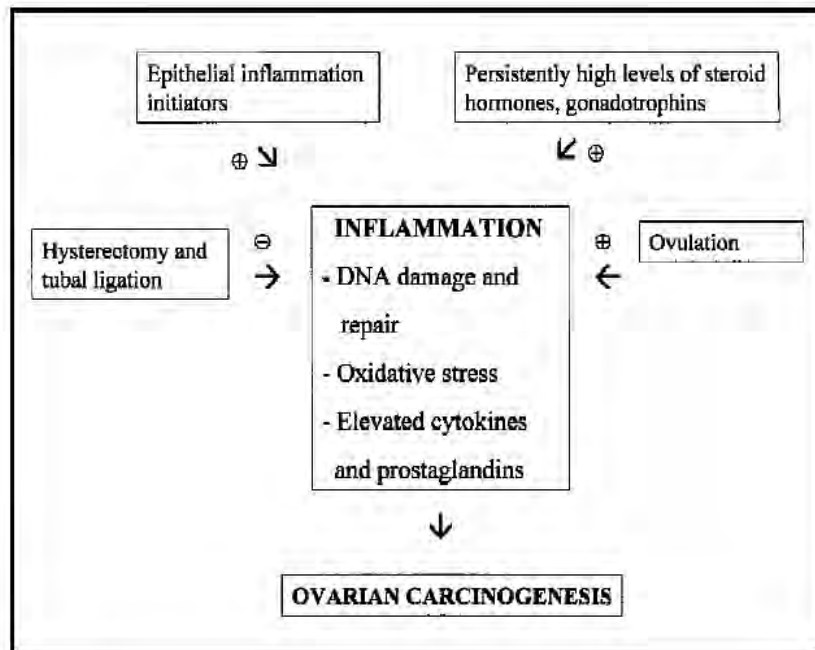 Epithelial inflammation
initiators
Persistently high levels of steroid
hormones, gonadotrophins
⊕ ↘
↙ ⊕
Hysterectomy and
tubal ligation
⊖
→
INFLAMMATION
- DNA damage and
repair
- Oxidative stress
- Elevated cytokines
and prostaglandins
⊕
←
Ovulation
↓
OVARIAN CARCINOGENESIS